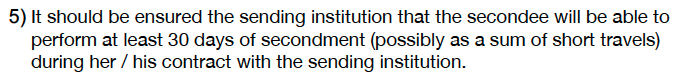 5) It should be ensured the sending institution that the secondee will be able to
perform at least 30 days of secondment (possibly as a sum of short travels)
during her / his contract with the sending institution.